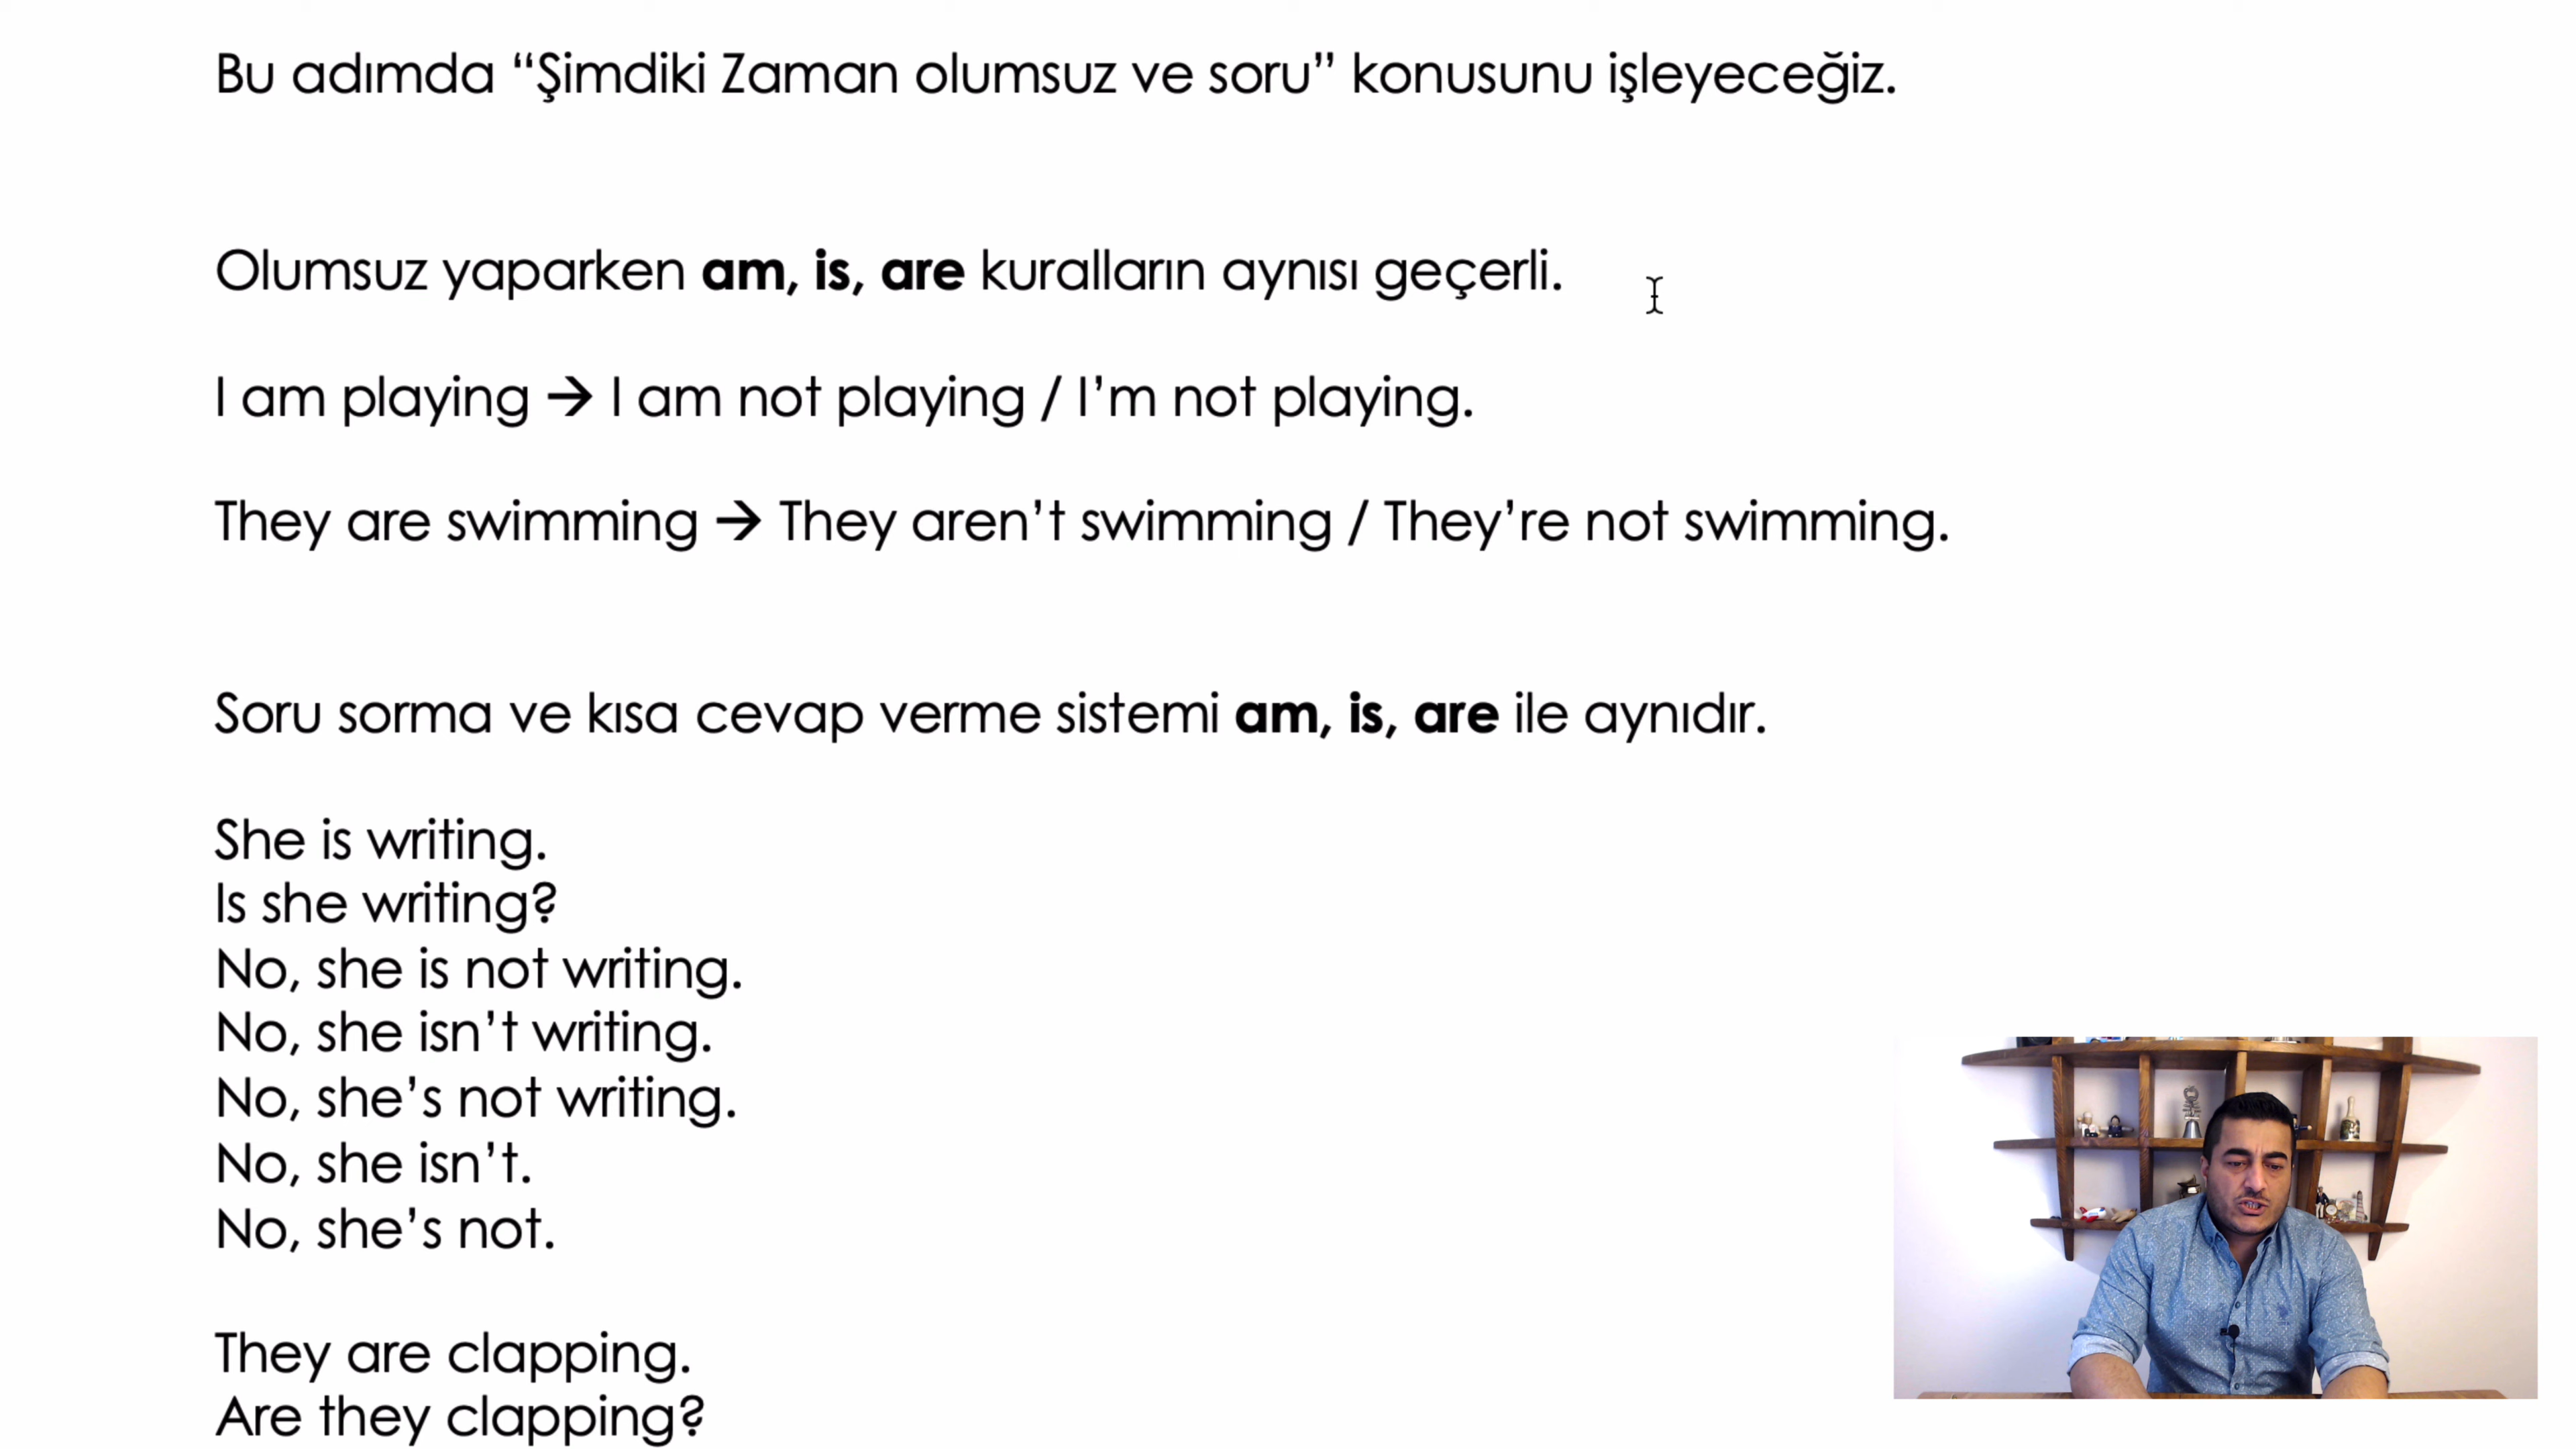 Bu adımda “Şimdiki Zaman olumsuz ve soru” konusunu işleyeceğiz.
Olumsuz yaparken am, is, are kuralların aynısı geçerli.
I am playing → I am not playing / I’m not playing.
They are swimming → They aren’t swimming / They’re not swimming.
Soru sorma ve kısa cevap verme sistemi am, is, are ile aynıdır.
She is writing.
Is she writing?
No, she is not writing.
No, she isn’t writing.
No, she’s not writing.
No, she isn’t.
No, she’s not.
They are clapping.
Are they clapping?